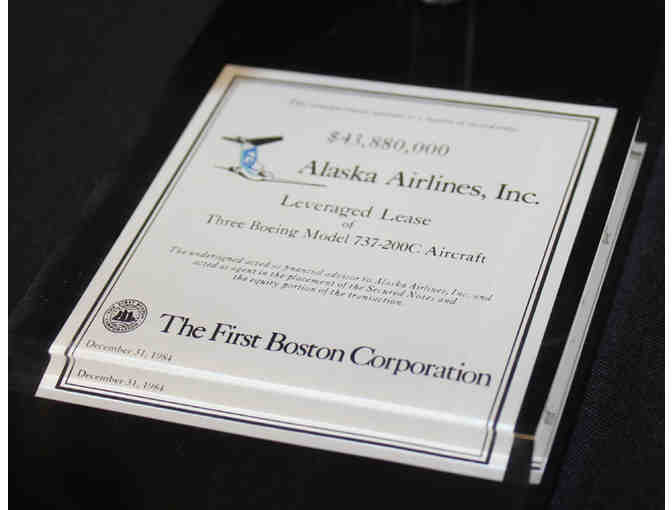 This announcement appears as a matter of record only.
$43,880,000
Alaska Airlines, Inc.
Leveraged Lease
of
Three Boeing Model 737-200C Aircraft
The undersigned acted as financial advisor to Alaska Airlines, Inc. and
acted as agent in the placement of the Secured Notes and
the equity portion of the transaction.
The First Boston Corporation
December 31, 1984
December 31, 1984